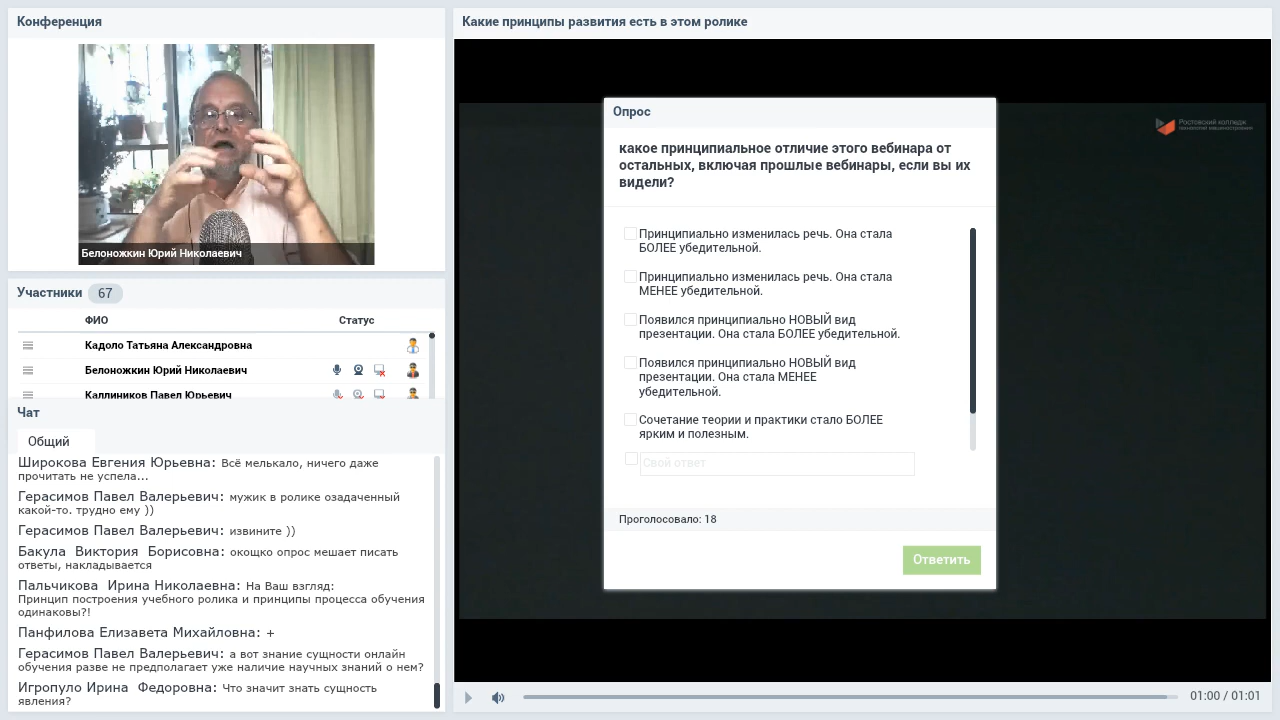 Конференция
Белоножкин Юрий Николаевич
Участники 67
ФИО Статус
Кадоло Татьяна Александровна
Белоножкин Юрий Николаевич
Каллиников Павел Юрьевич
Чат
Общий
Широкова Евгения Юрьевна: Всё мелькало, ничего даже
прочитать не успела...
Герасимов Павел Валерьевич: мужик в ролике озадаченный
какой-то. трудно ему ))
Герасимов Павел Валерьевич: извините ))
Бакула Виктория Борисовна: окощко опрос мешает писать
ответы, накладывается
Пальчикова Ирина Николаевна: На Ваш взгляд:
Принцип построения учебного ролика и принципы процесса обучения
одинаковы?!
Панфилова Елизавета Михайловна: +
Герасимов Павел Валерьевич: а вот знание сущности онлайн
обучения разве не предполагает уже наличие научных знаний о нем?
Игропуло Ирина Федоровна: Что значит знать сущность
явления?
Какие принципы развития есть в этом ролике
Ростовский колледж
технологий машиностроения
Опрос
какое принципиальное отличие этого вебинара от
остальных, включая прошлые вебинары, если вы их
видели?
Принципиально изменилась речь. Она стала
БОЛЕЕ убедительной.
Принципиально изменилась речь. Она стала
МЕНЕЕ убедительной.
Появился принципиально НОВЫЙ вид
презентации. Она стала БОЛЕЕ убедительной.
Появился принципиально НОВЫЙ вид
презентации. Она стала МЕНЕЕ
убедительной.
Сочетание теории и практики стало БОЛЕЕ
ярким и полезным.
Свой ответ
Проголосовало: 18
Ответить
01:00 / 01:01